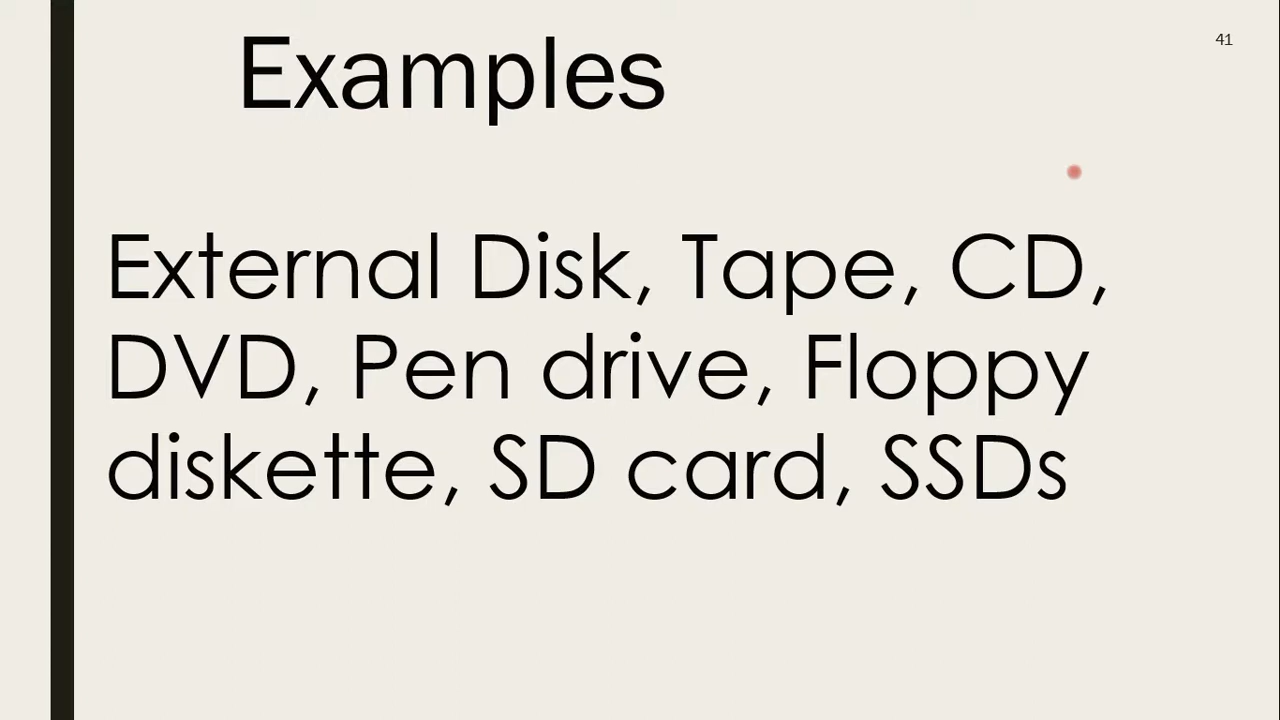 Examples
41
External Disk, Tape, CD,
DVD, Pen drive, Floppy
diskette, SD card, SSDs